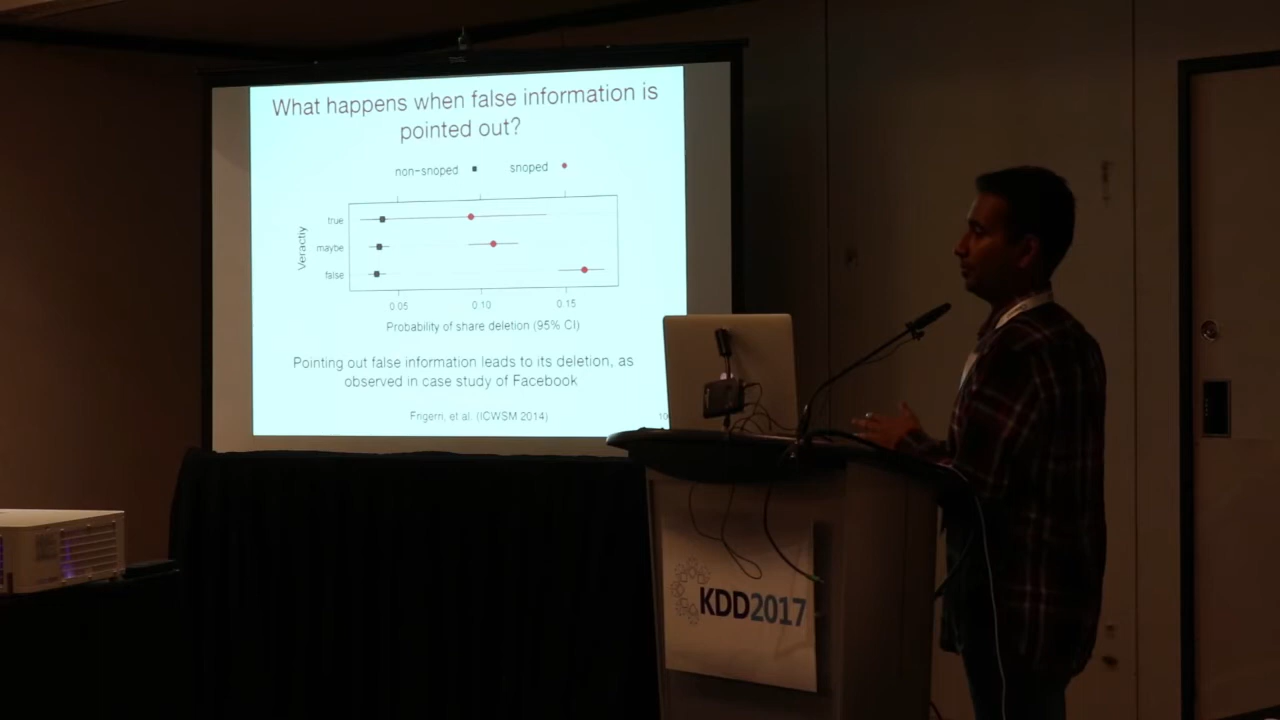 What happens when false information is
pointed out?
non-snoped snoped
true
maybe
false
Veractiy
0.05 0.10 0.15
Probability of share deletion (95% CI)
Pointing out false information leads to its deletion, as
observed in case study of Facebook
Frigerri, et al. (ICWSM 2014)
KDD2017